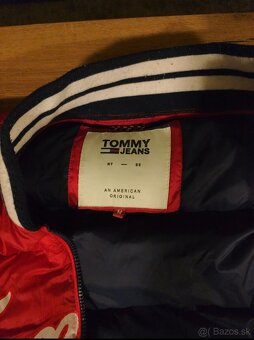 TOMMY
JEANS
NY — 85
AN AMERICAN
ORIGINAL
bazos.sk